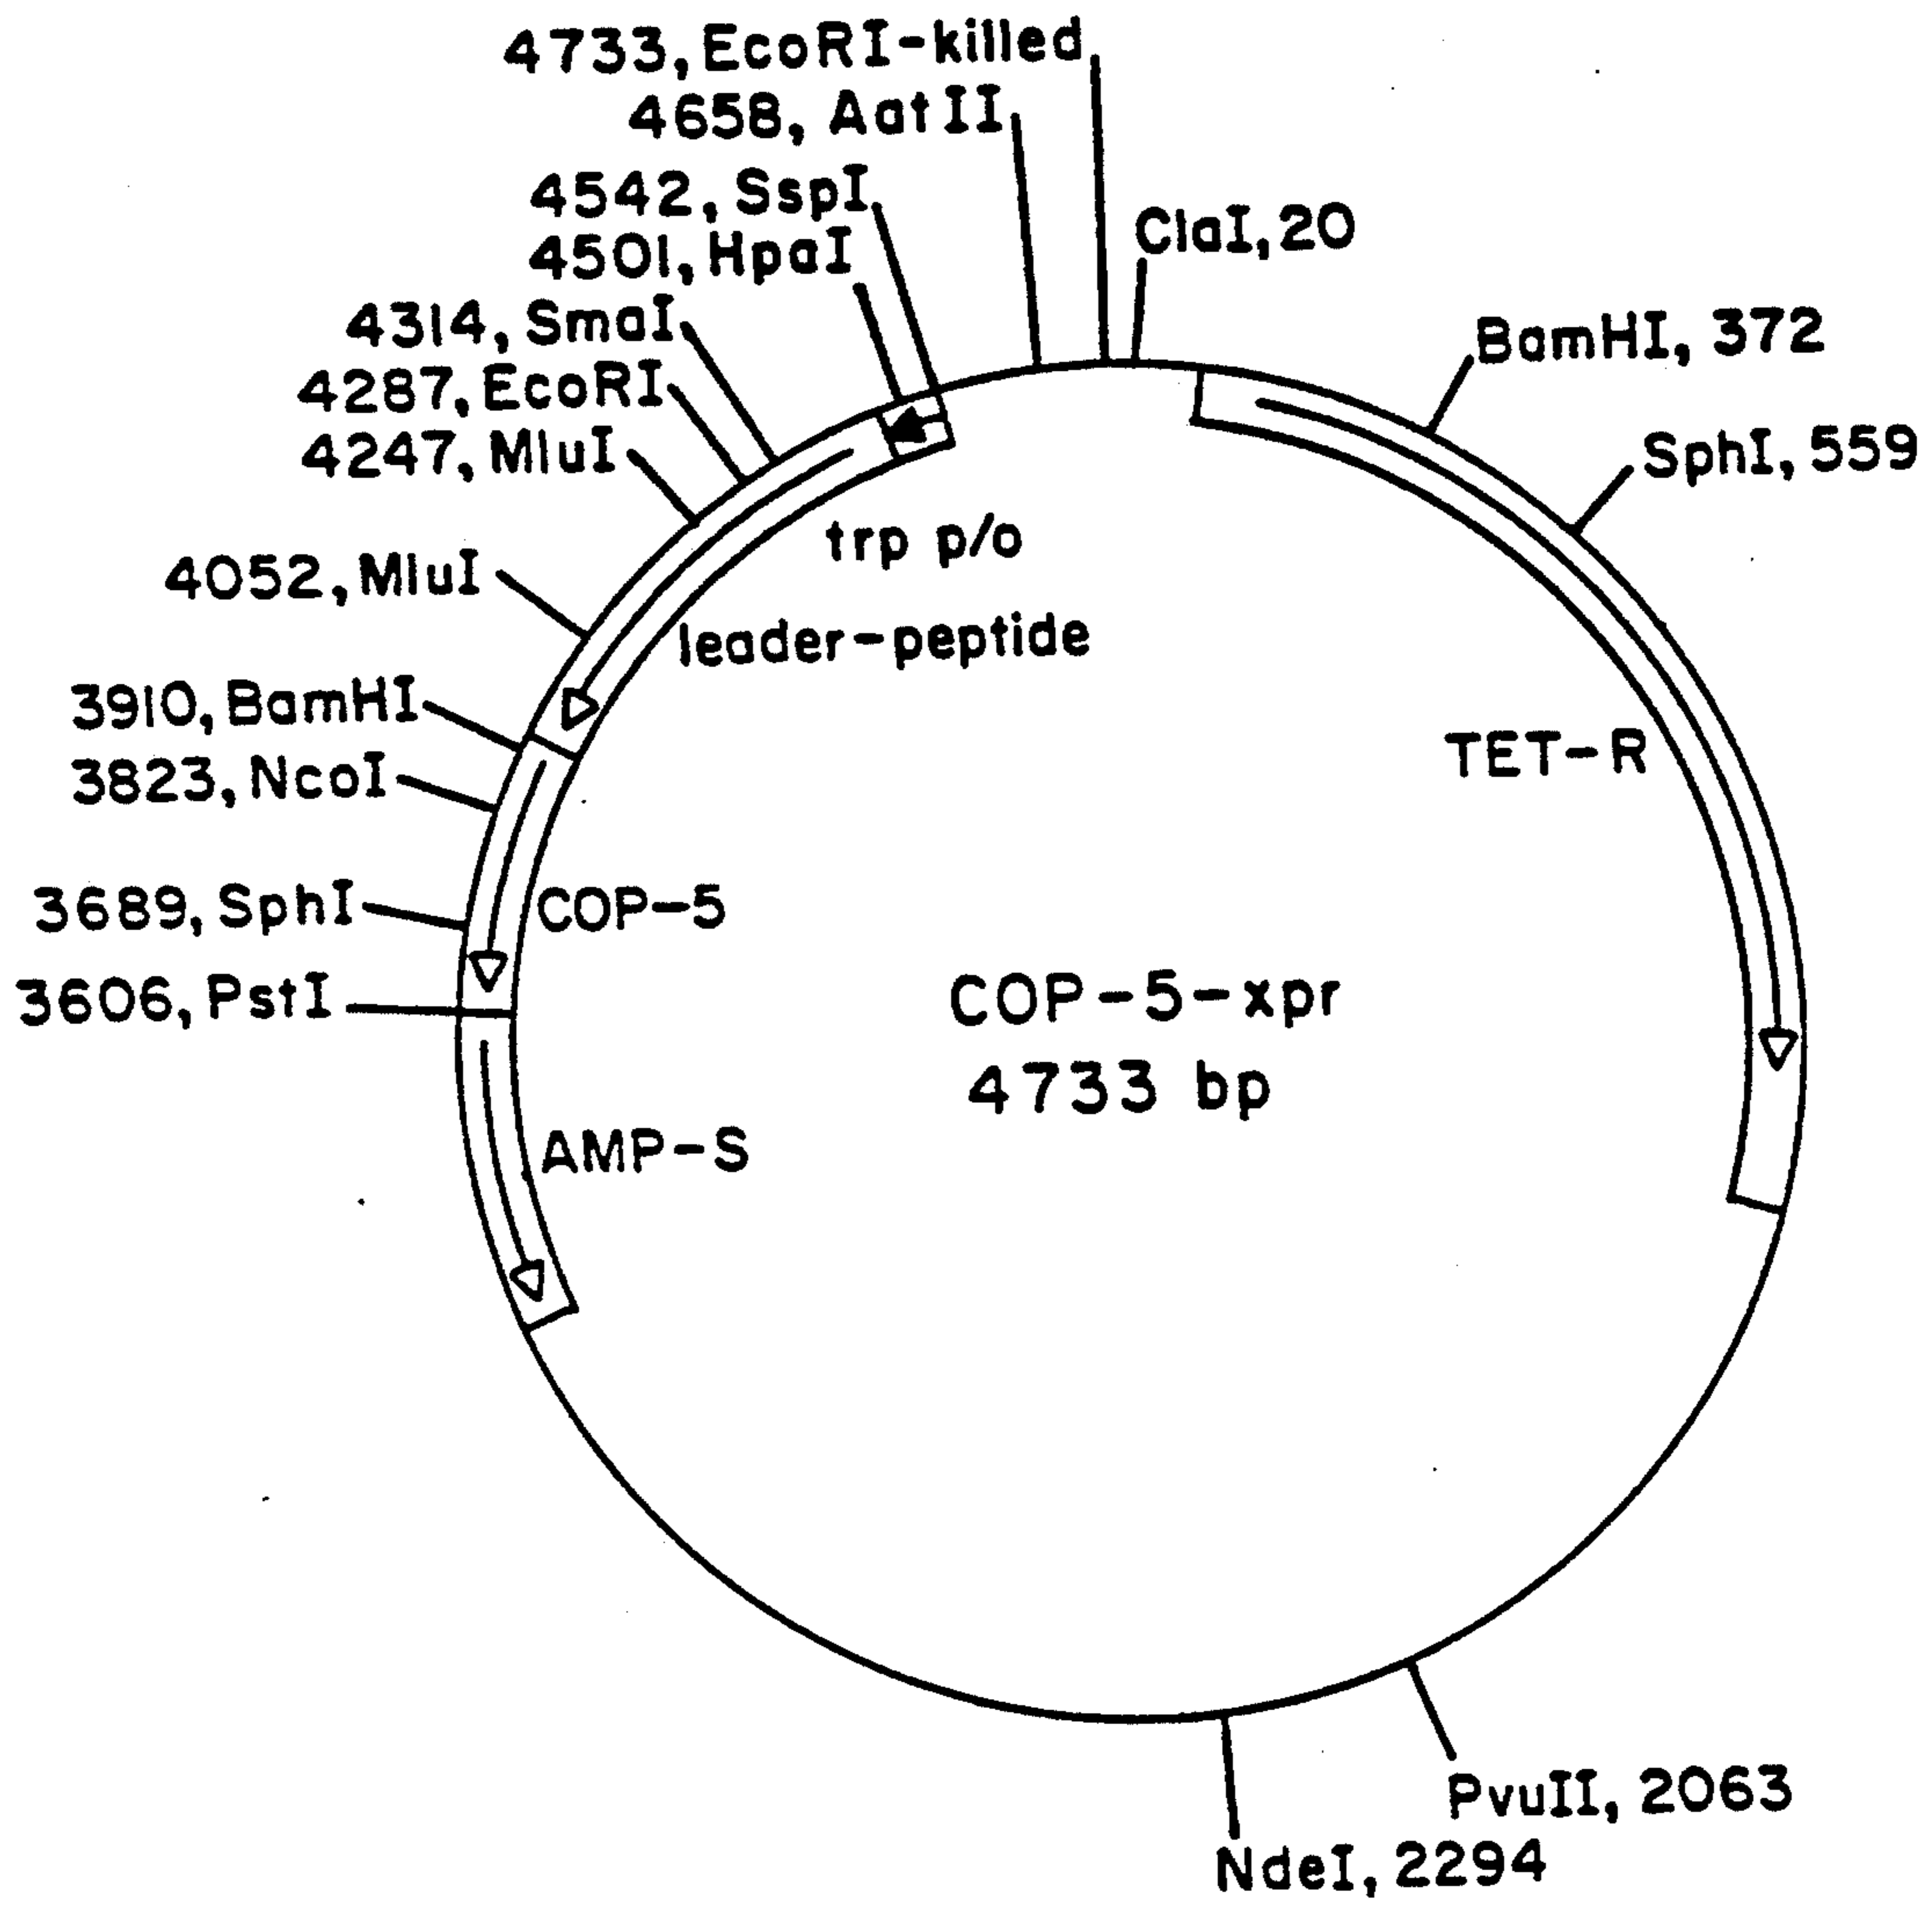 4733, EcoRI-killed
4658, AatII
4542, SspI
4501, HpaI
4314, SmaI
4287, EcoRI
4247, MluI
4052, MluI
3910, BamHI
3823, NcoI
3689, SphI
3606, PstI
ClaI, 20
BamHI, 372
SphI, 559
trp p/o
leader-peptide
TET-R
COP-5
COP-5-xpr
4733 bp
AMP-S
PvuII, 2063
NdeI, 2294